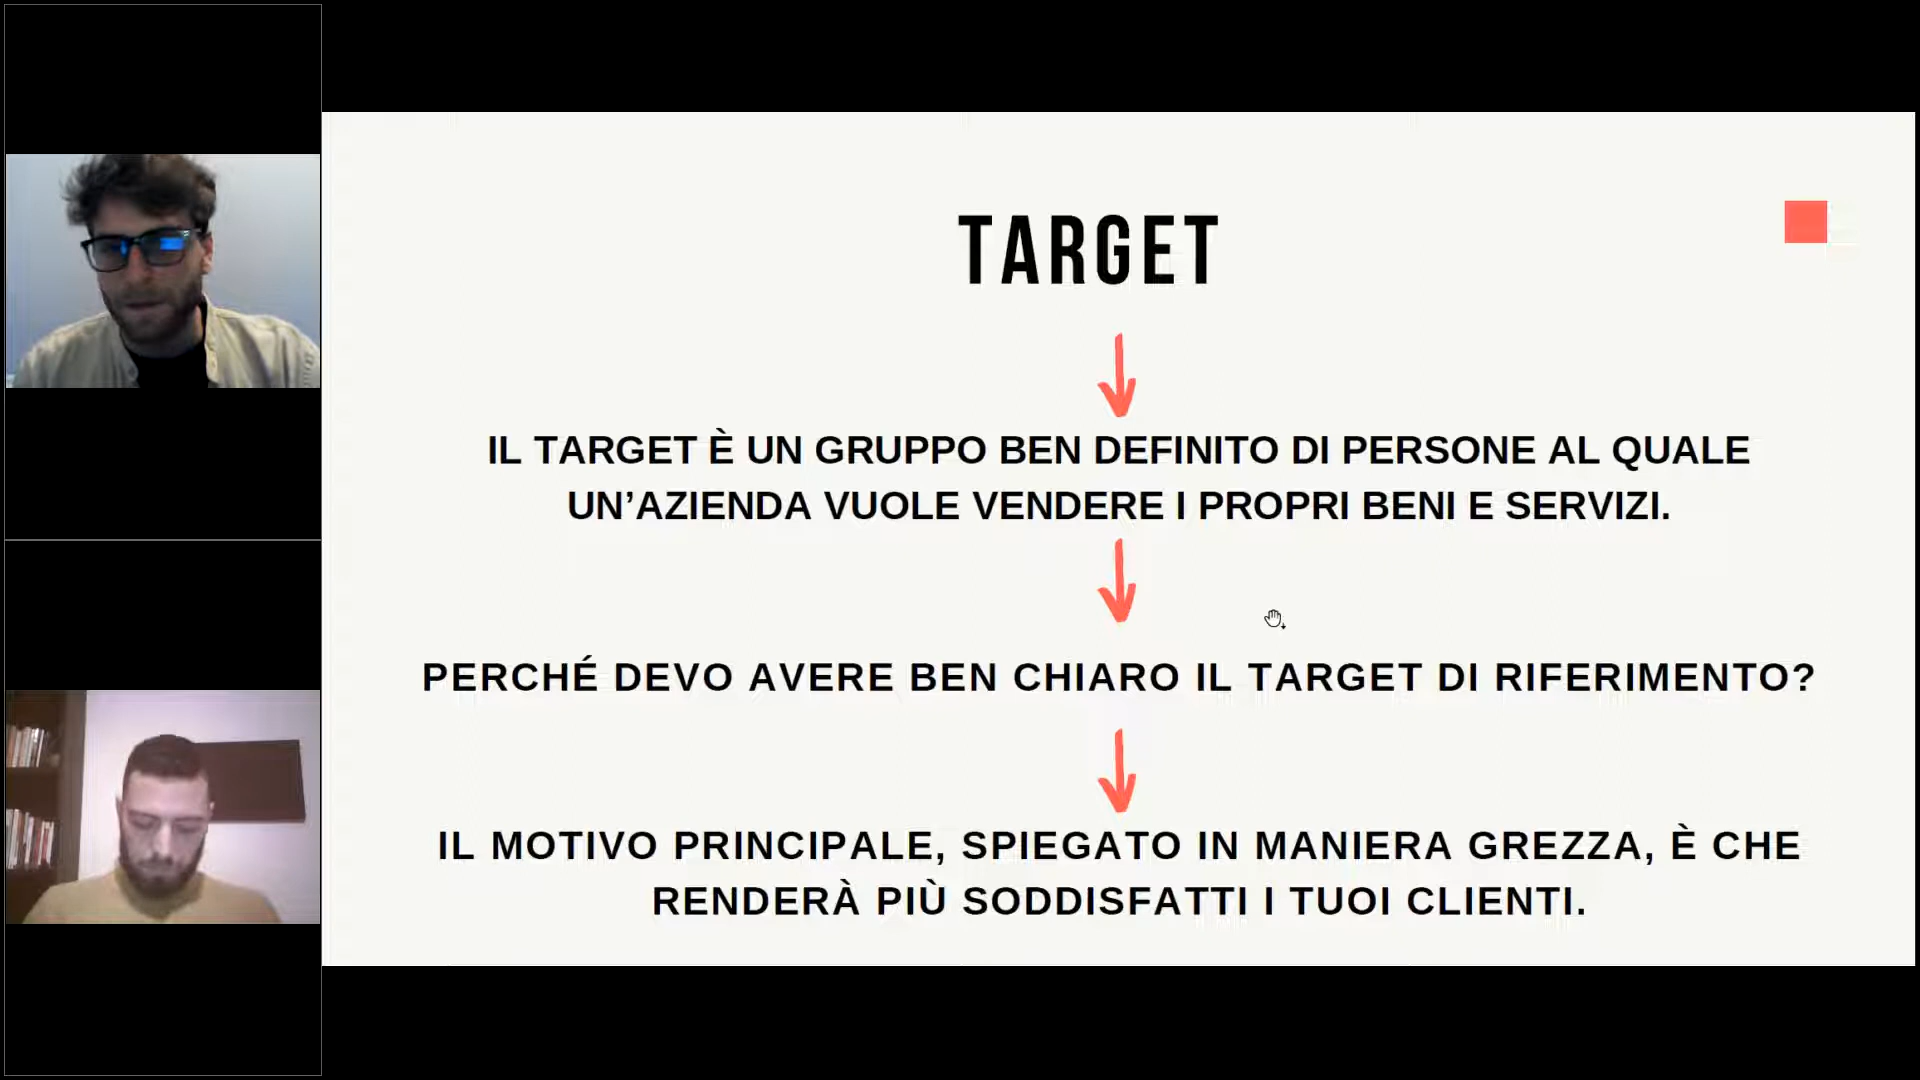 TARGET
IL TARGET È UN GRUPPO BEN DEFINITO DI PERSONE AL QUALE
UN’AZIENDA VUOLE VENDERE I PROPRI BENI E SERVIZI.
PERCHÉ DEVO AVERE BEN CHIARO IL TARGET DI RIFERIMENTO?
IL MOTIVO PRINCIPALE, SPIEGATO IN MANIERA GREZZA, È CHE
RENDERÀ PIÙ SODDISFATTI I TUOI CLIENTI.